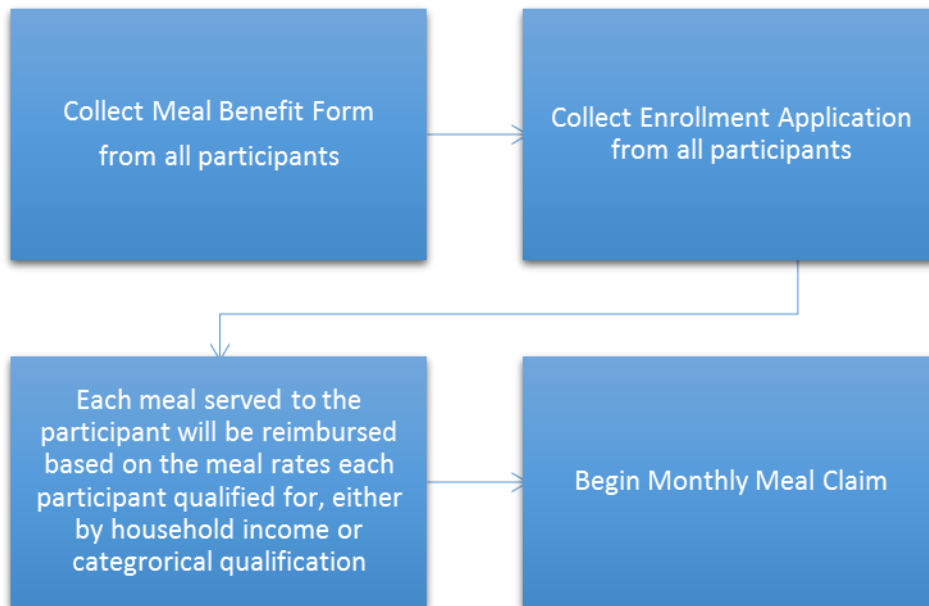 Collect Meal Benefit Form
from all participants
Collect Enrollment Application
from all participants
Each meal served to the
participant will be reimbursed
based on the meal rates each
participant qualified for, either
by household income or
categrorical qualification
Begin Monthly Meal Claim